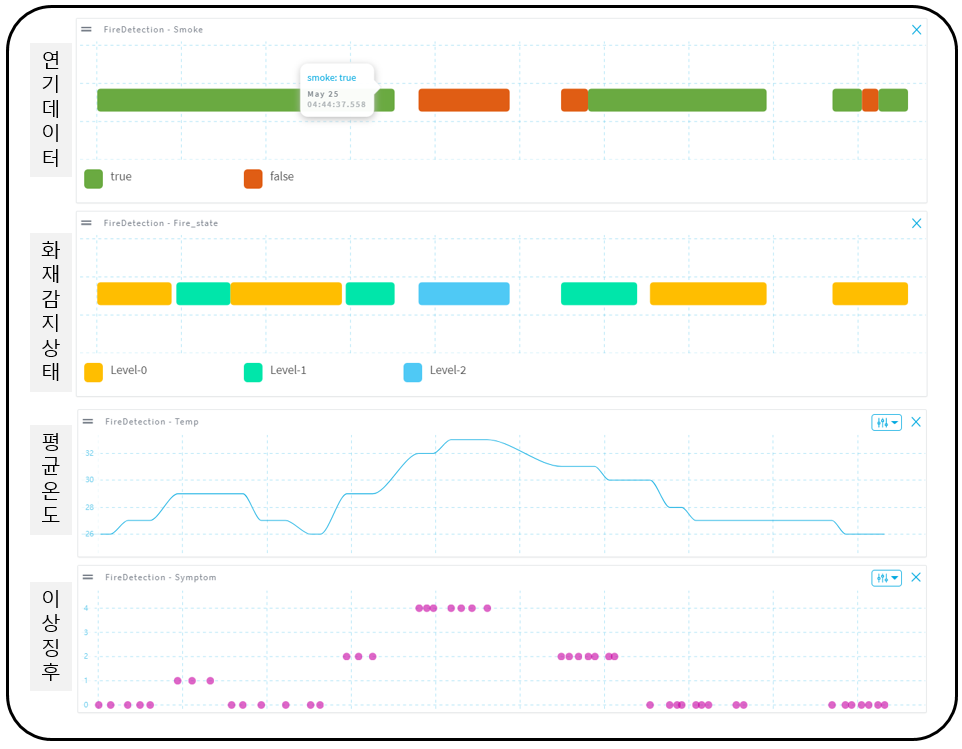 연기데이터
FireDetection - Smoke
smoke: true
May 25
04:44:37.558
true
false
화재감지상태
FireDetection - Fire_state
Level-0
Level-1
Level-2
평균온도
FireDetection - Temp
32
30
28
26
이상징후
FireDetection - Symptom
4
3
2
1
0